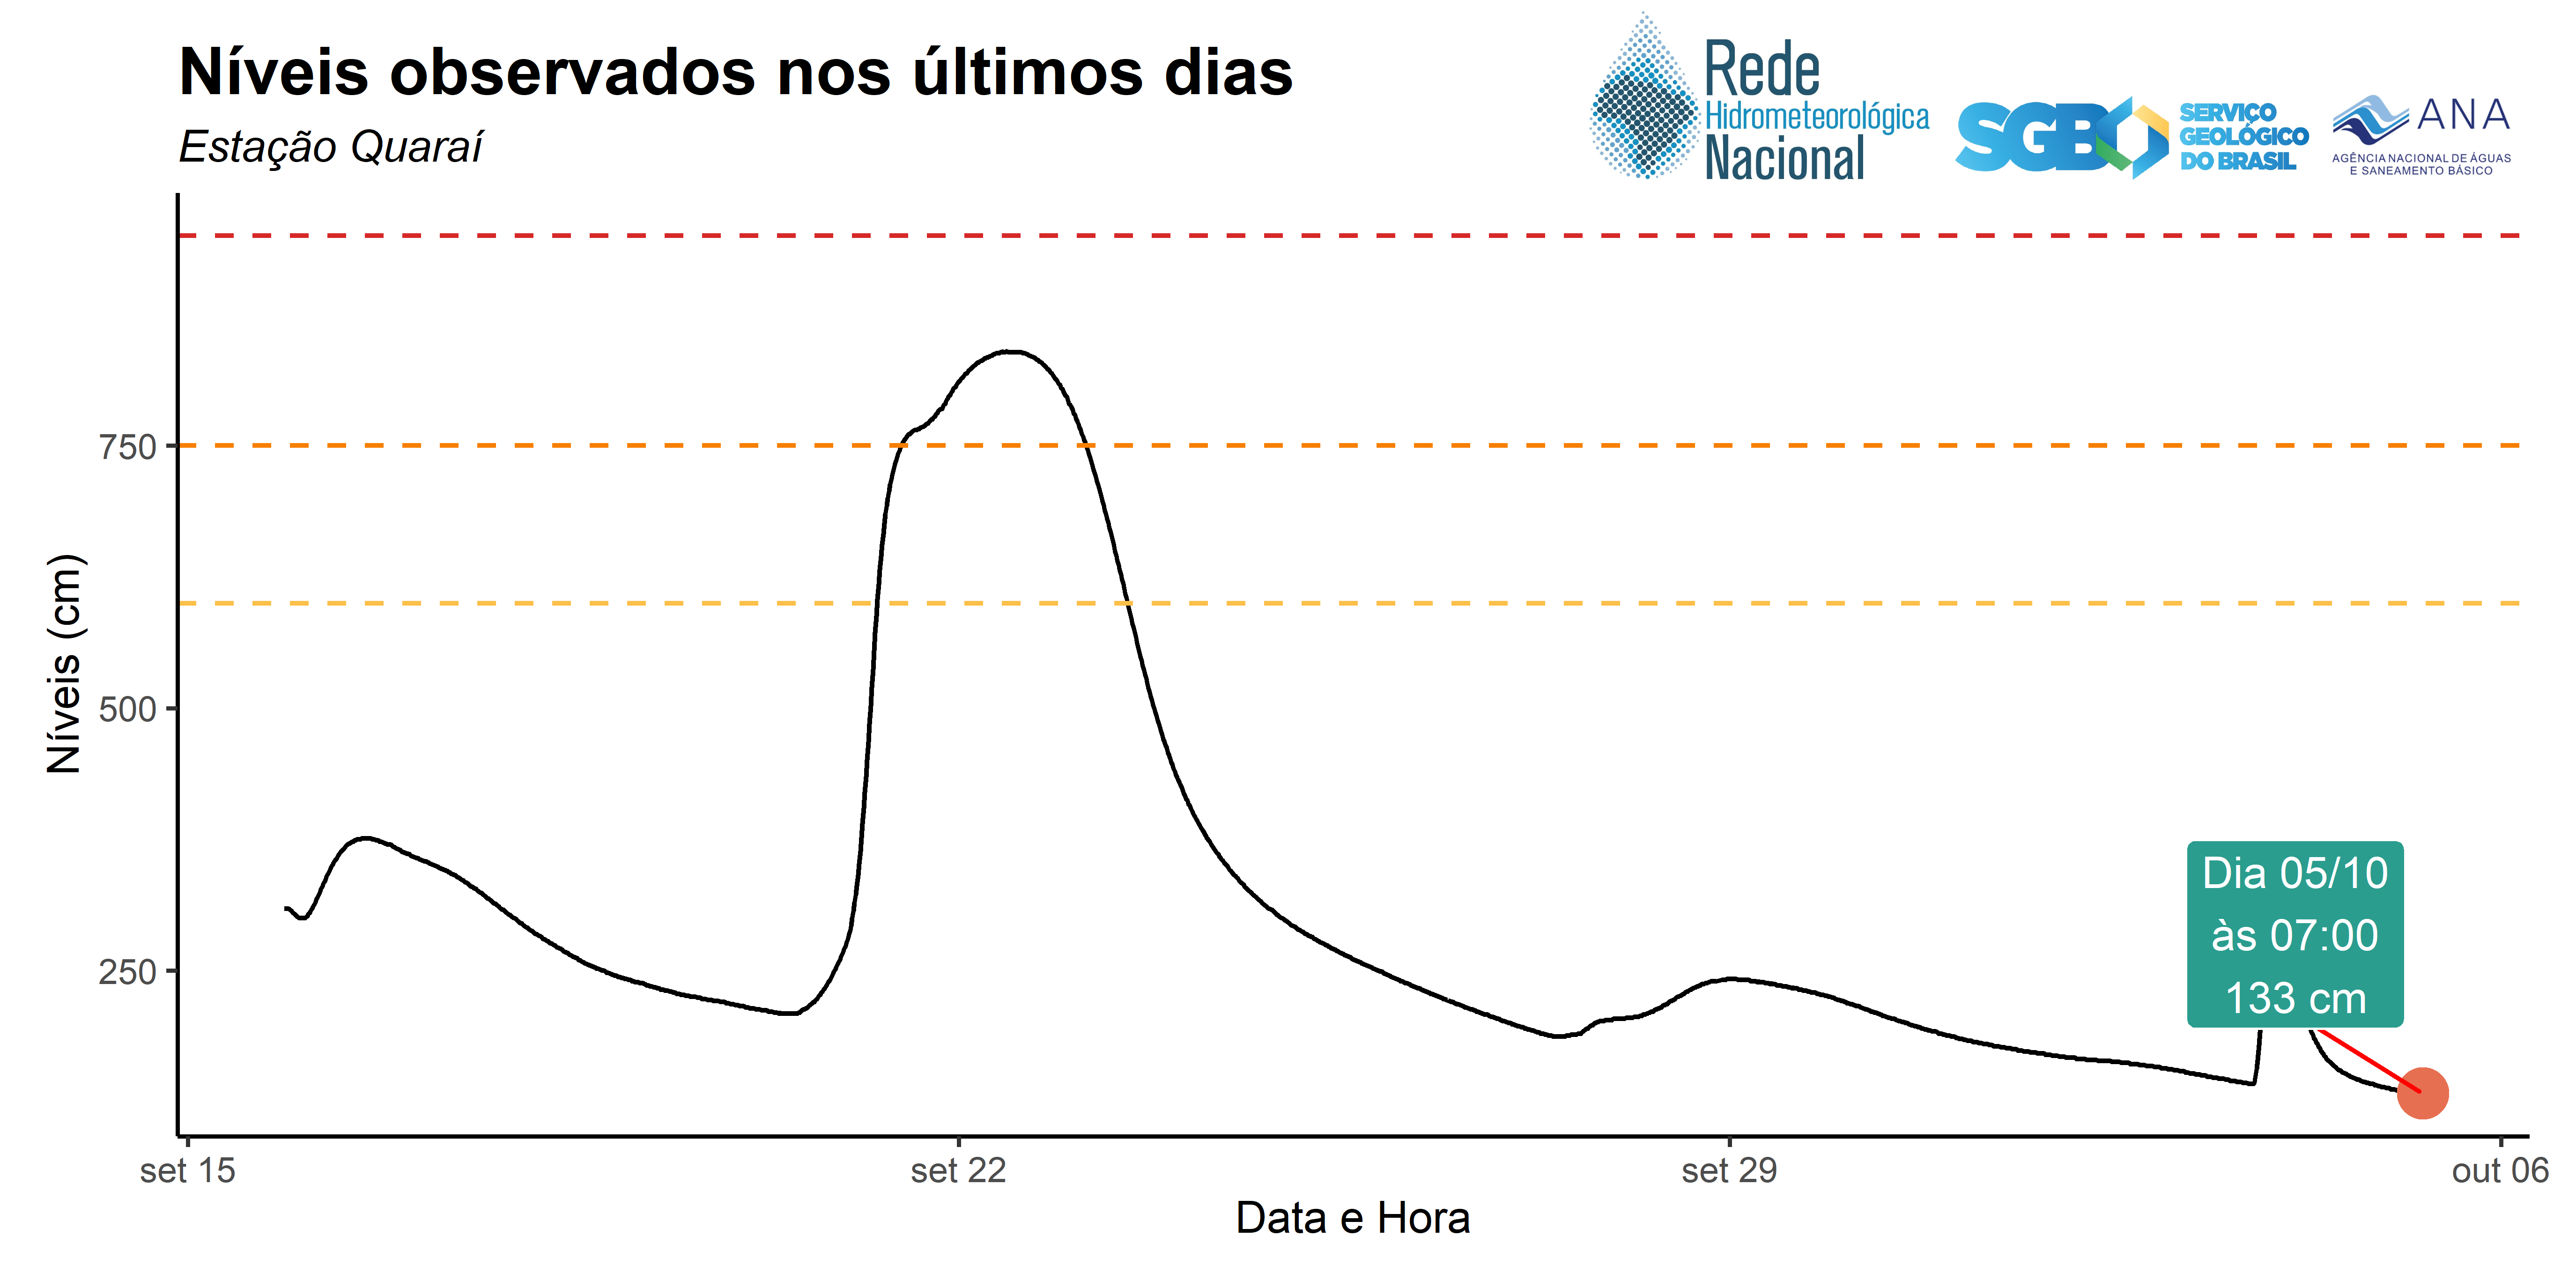 Níveis observados nos últimos dias
Estação Quaraí
Rede
Hidrometeorológica
Nacional
SGB
SERVIÇO
GEOLÓGICO
DO BRASIL
ANA
AGÊNCIA NACIONAL DE ÁGUAS
E SANEAMENTO BÁSICO
Níveis (cm)
750
500
250
Dia 05/10
às 07:00
133 cm
set 15
set 22
set 29
out 06
Data e Hora